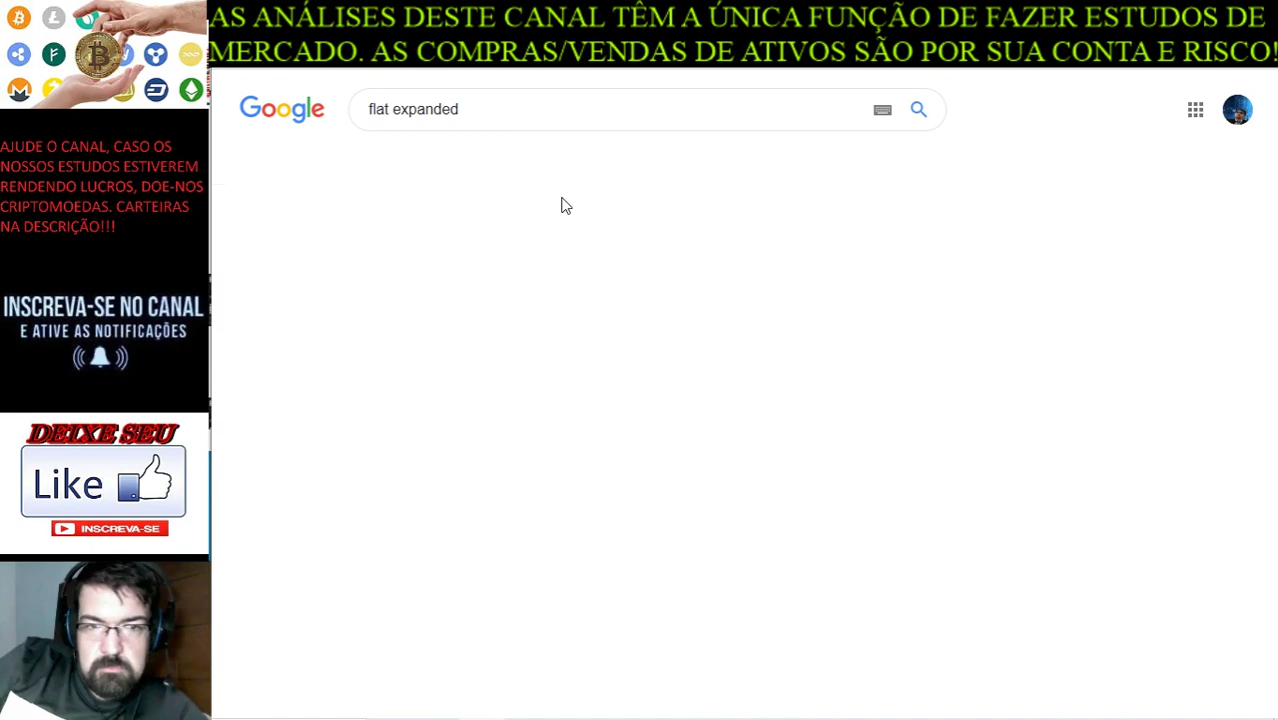 AS ANÁLISES DESTE CANAL TÊM A ÚNICA FUNÇÃO DE FAZER ESTUDOS DE
MERCADO. AS COMPRAS/VENDAS DE ATIVOS SÃO POR SUA CONTA E RISCO!
Google
flat expanded
AJUDE O CANAL, CASO OS
NOSSOS ESTUDOS ESTIVEREM
RENDENDO LUCROS, DOE-NOS
CRIPTOMOEDAS. CARTEIRAS
NA DESCRIÇÃO!!!
INSCREVA-SE NO CANAL
E ATIVE AS NOTIFICAÇÕES
DEIXE SEU
Like
INSCREVA-SE